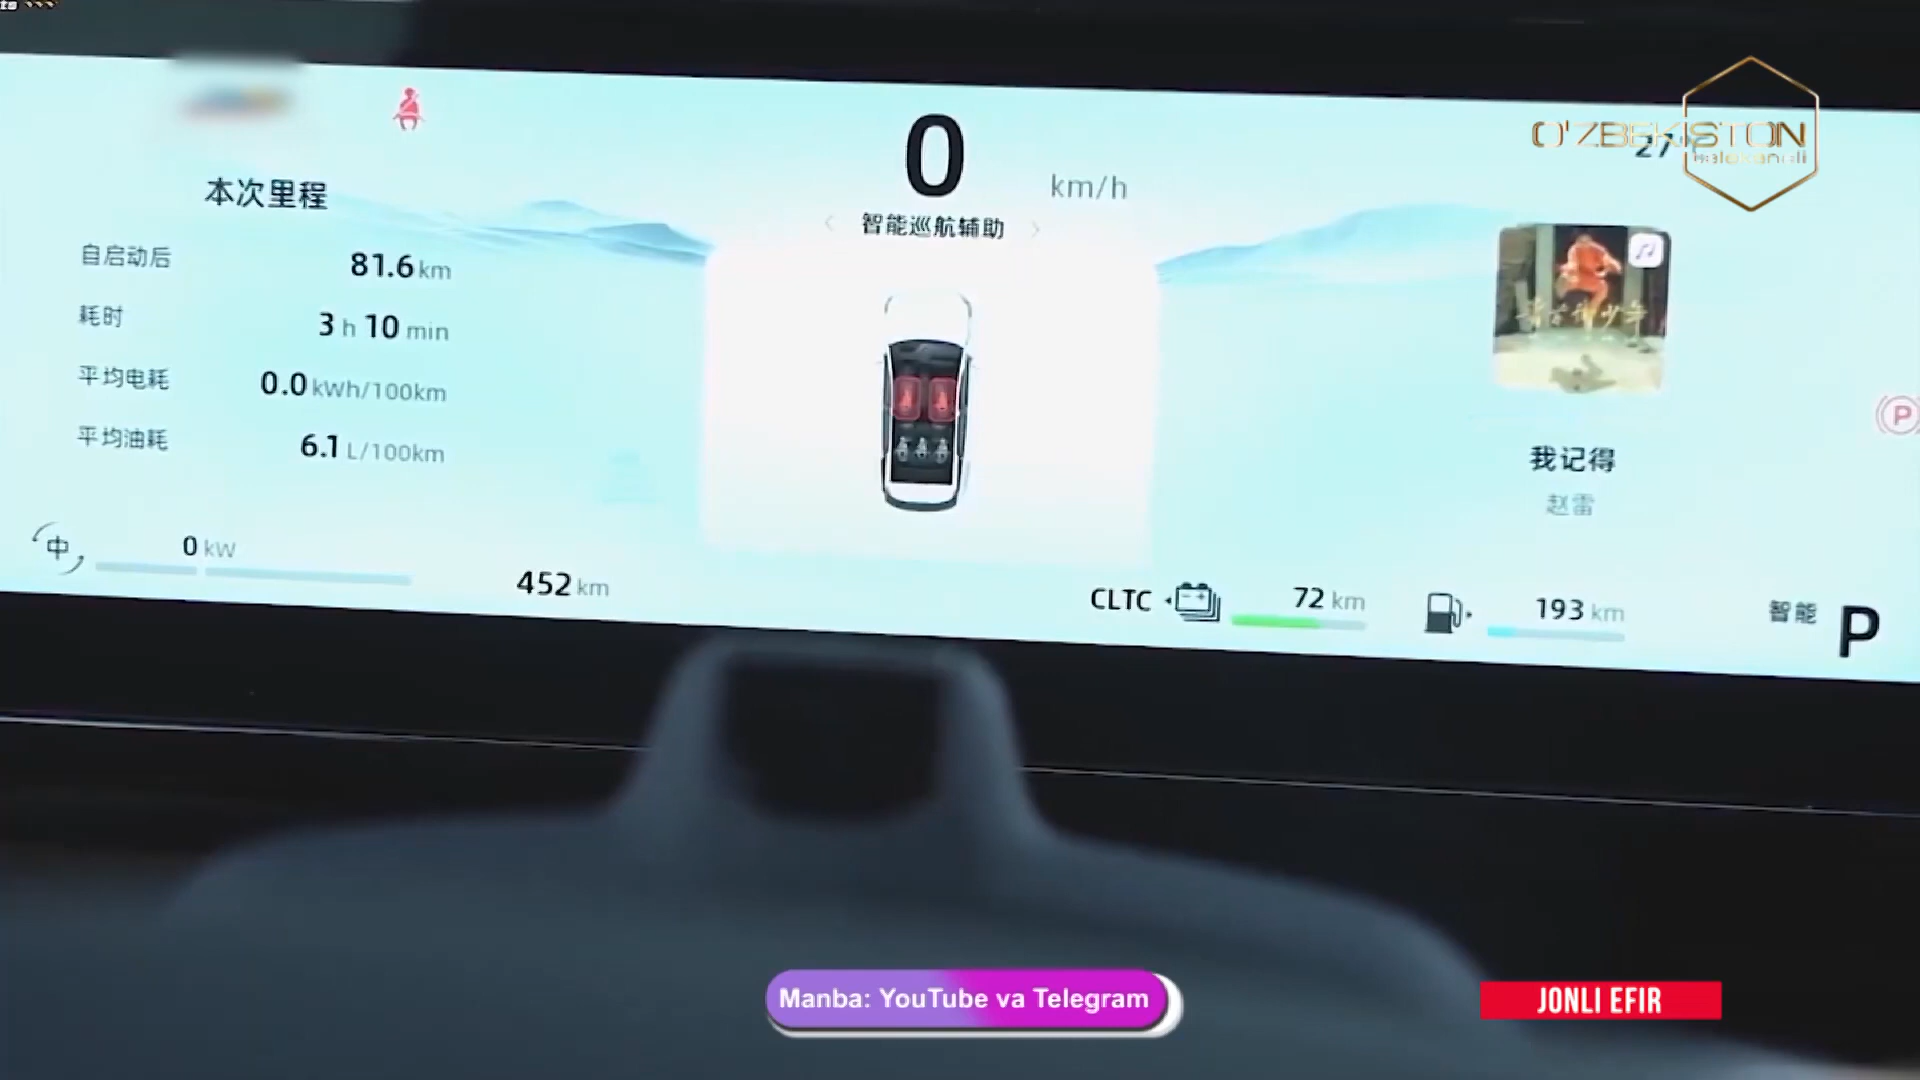 O'ZBEKISTON
0
km/h
27
本次里程
智能巡航辅助
自启动后 81.6 km
耗时 3 h 10 min
平均电耗 0.0 kWh/100km
平均油耗 6.1 L/100km
P
我记得
赵雷
中
0 kW
452 km
CLTC 72 km
193 km
智能 P
Manba: YouTube va Telegram
JONLI EFIR